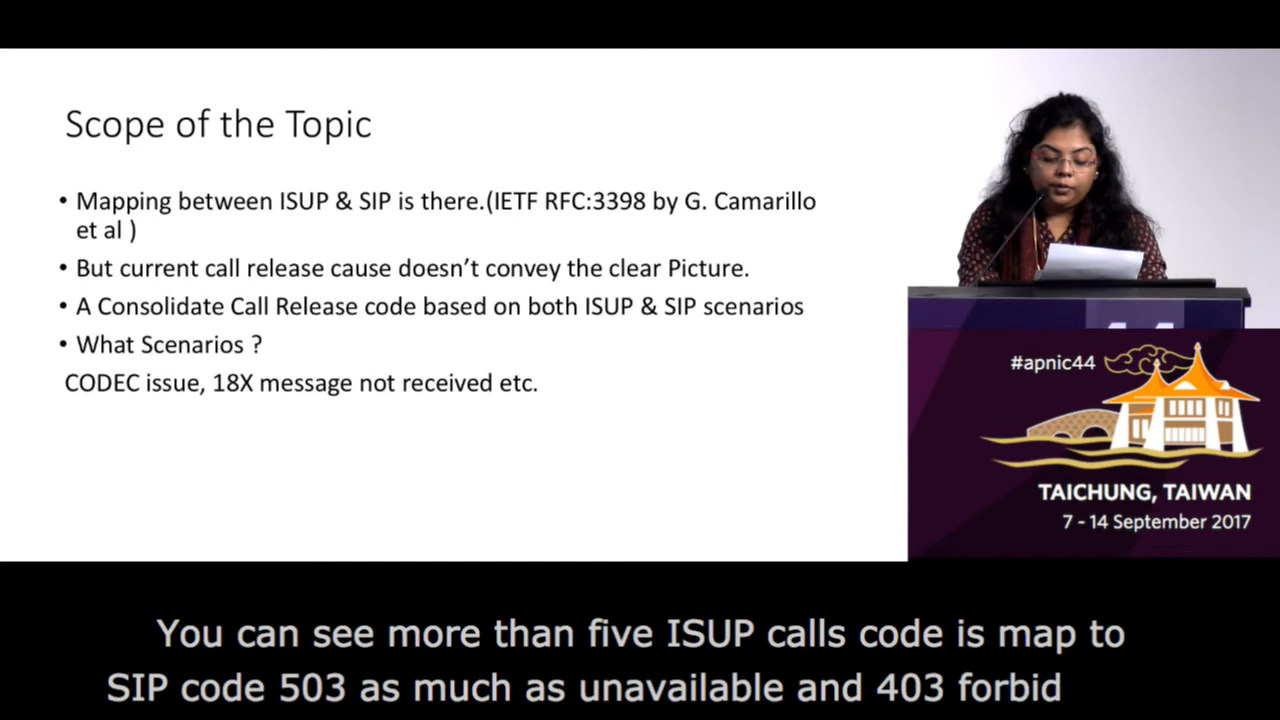 Scope of the Topic
• Mapping between ISUP & SIP is there.(IETF RFC:3398 by G. Camarillo
et al )
• But current call release cause doesn’t convey the clear Picture.
• A Consolidate Call Release code based on both ISUP & SIP scenarios
• What Scenarios ?
CODEC issue, 18X message not received etc.
#apnic44
TAICHUNG, TAIWAN
7 - 14 September 2017
You can see more than five ISUP calls code is map to
SIP code 503 as much as unavailable and 403 forbid